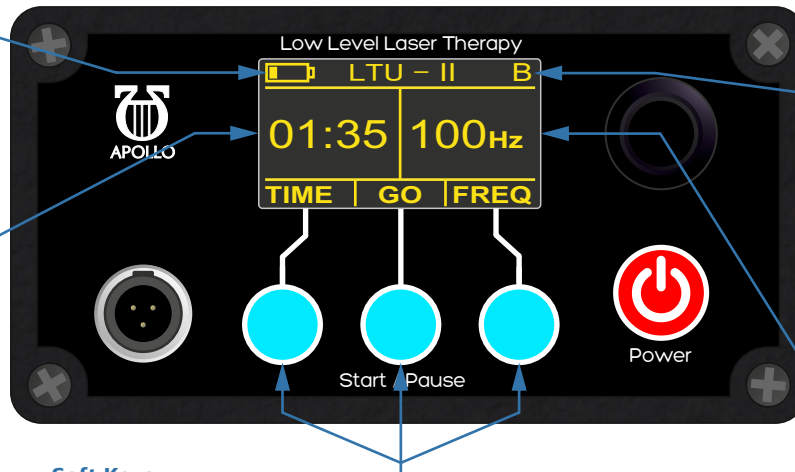 Low Level Laser Therapy
LTU – II B
APOLLO
01:35 100Hz
TIME GO FREQ
Power
Start / Pause